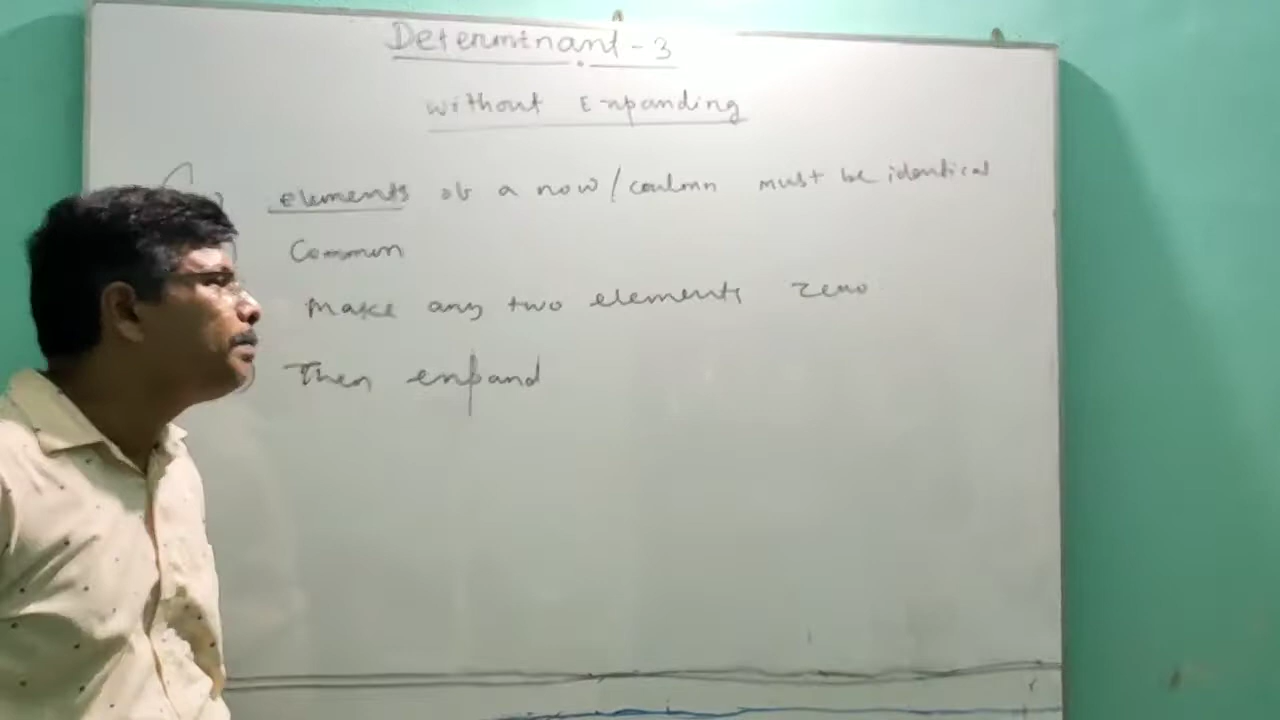 Determinant - 3
without Expanding
elements of a row / coulmn must be identical
Common
Make any two elements zero
Then expand